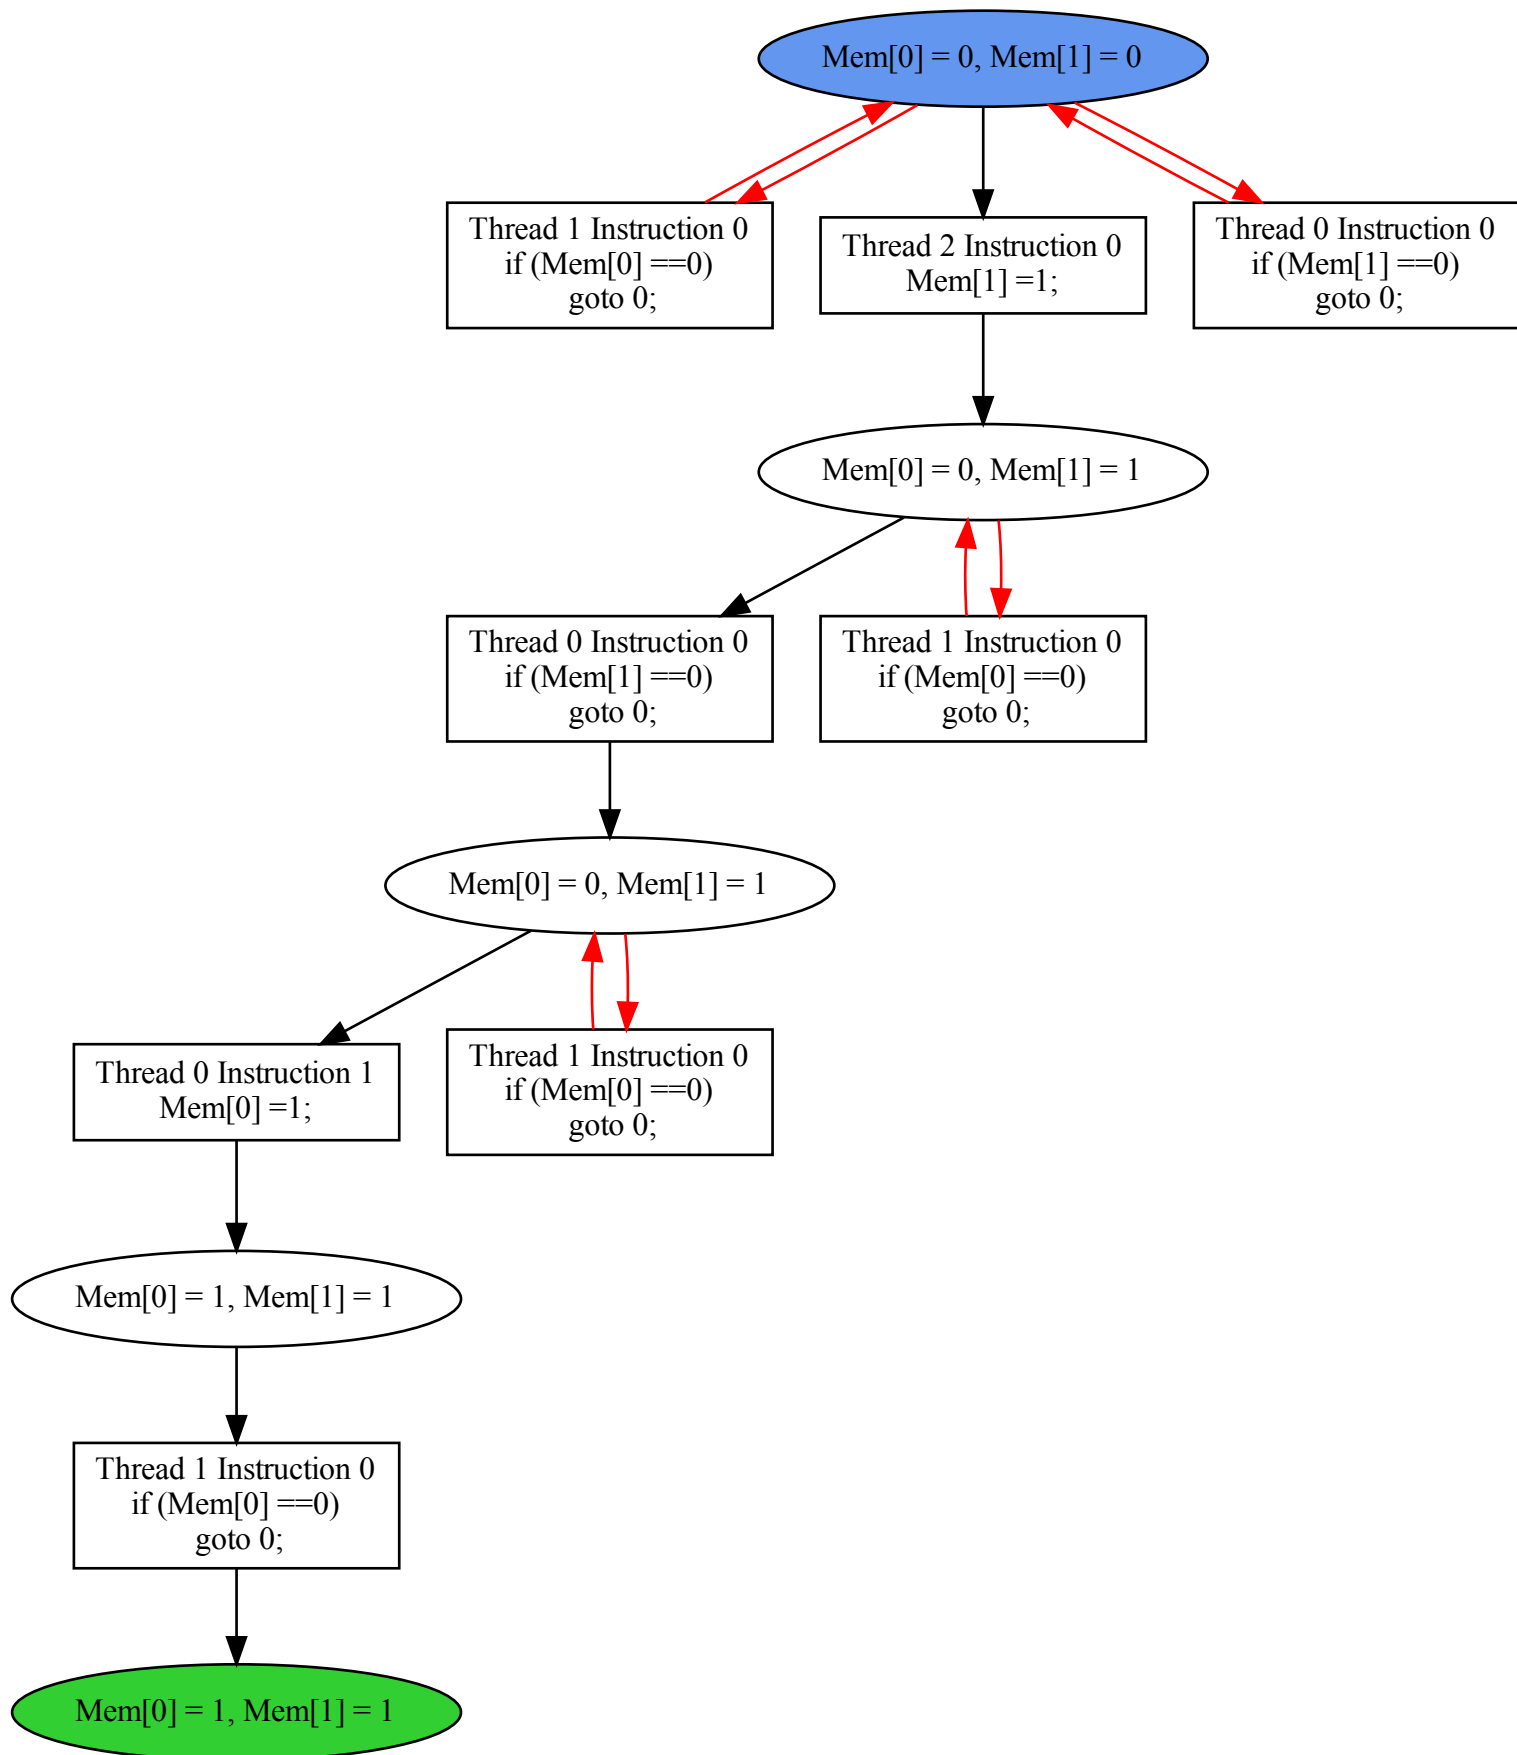 Mem[0] = 0, Mem[1] = 0
Thread 1 Instruction 0
if (Mem[0] ==0)
goto 0;
Thread 2 Instruction 0
Mem[1] =1;
Thread 0 Instruction 0
if (Mem[1] ==0)
goto 0;
Mem[0] = 0, Mem[1] = 1
Thread 0 Instruction 0
if (Mem[1] ==0)
goto 0;
Thread 1 Instruction 0
if (Mem[0] ==0)
goto 0;
Mem[0] = 0, Mem[1] = 1
Thread 0 Instruction 1
Mem[0] =1;
Thread 1 Instruction 0
if (Mem[0] ==0)
goto 0;
Mem[0] = 1, Mem[1] = 1
Thread 1 Instruction 0
if (Mem[0] ==0)
goto 0;
Mem[0] = 1, Mem[1] = 1